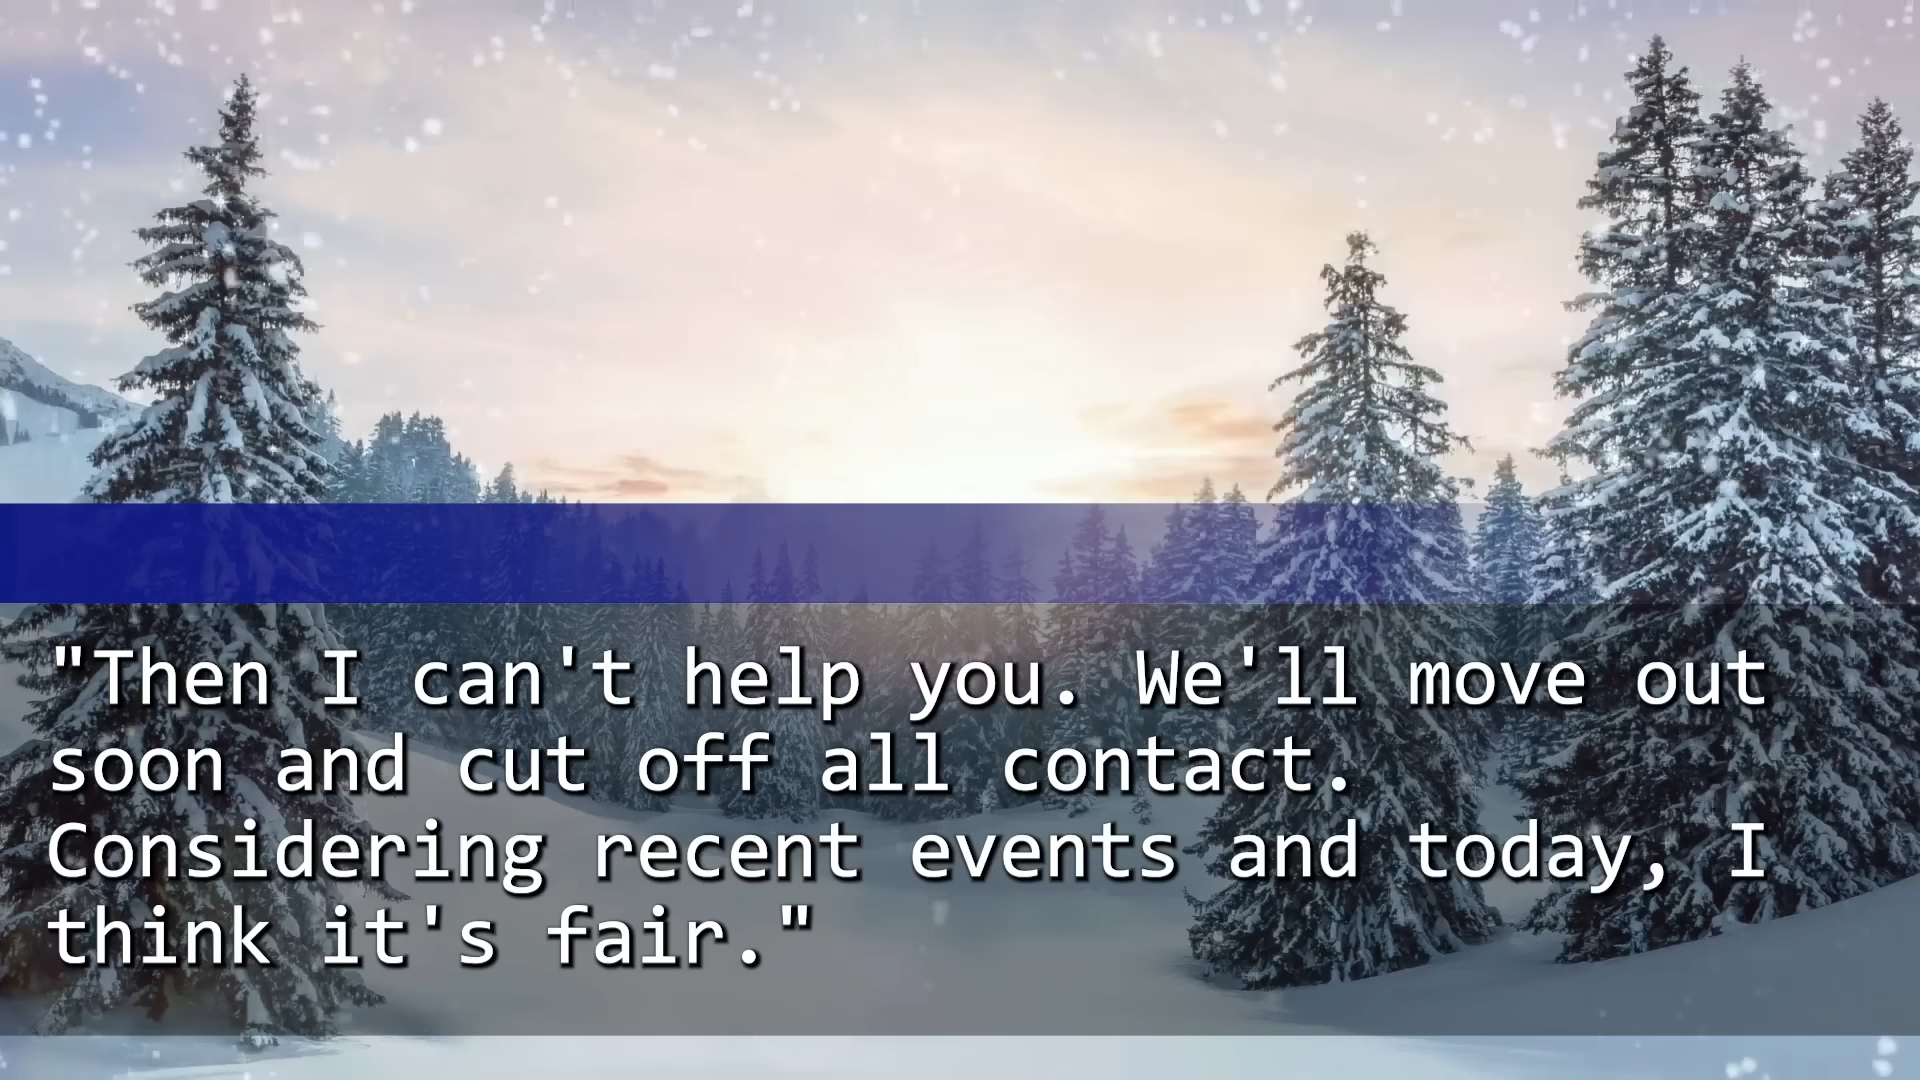 "Then I can't help you. We'll move out
soon and cut off all contact.
Considering recent events and today, I
think it's fair."